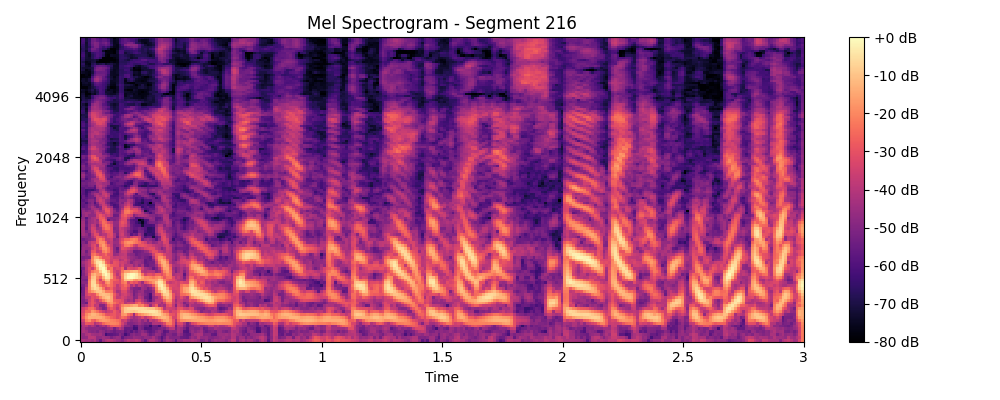 Mel Spectrogram - Segment 216
Frequency
4096
2048
1024
512
0
0
0.5
1
1.5
2
2.5
3
Time
+0 dB
-10 dB
-20 dB
-30 dB
-40 dB
-50 dB
-60 dB
-70 dB
-80 dB